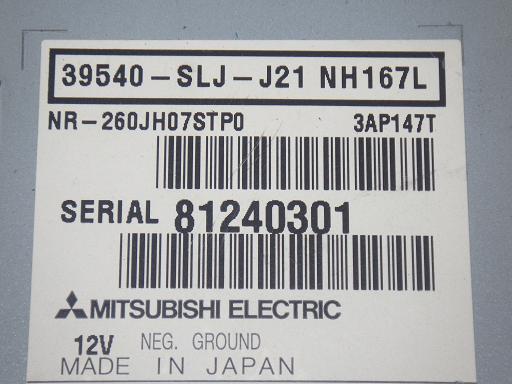 39540-SLJ-J21 NH167L
NR-260JH07STP0 3AP147T
SERIAL 81240301
MITSUBISHI ELECTRIC
12V NEG. GROUND
MADE IN JAPAN